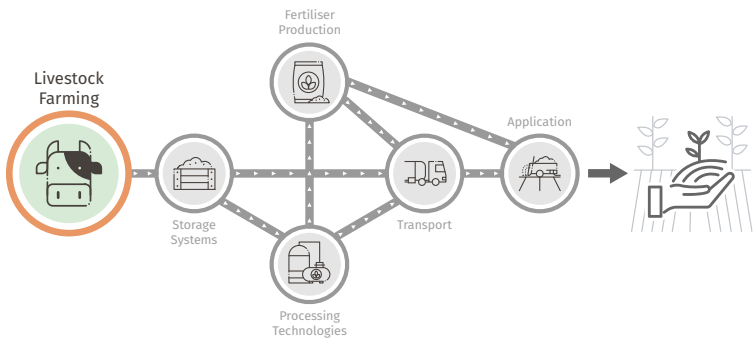 Fertiliser
Production
Livestock
Farming
Application
Storage
Systems
Transport
Processing
Technologies